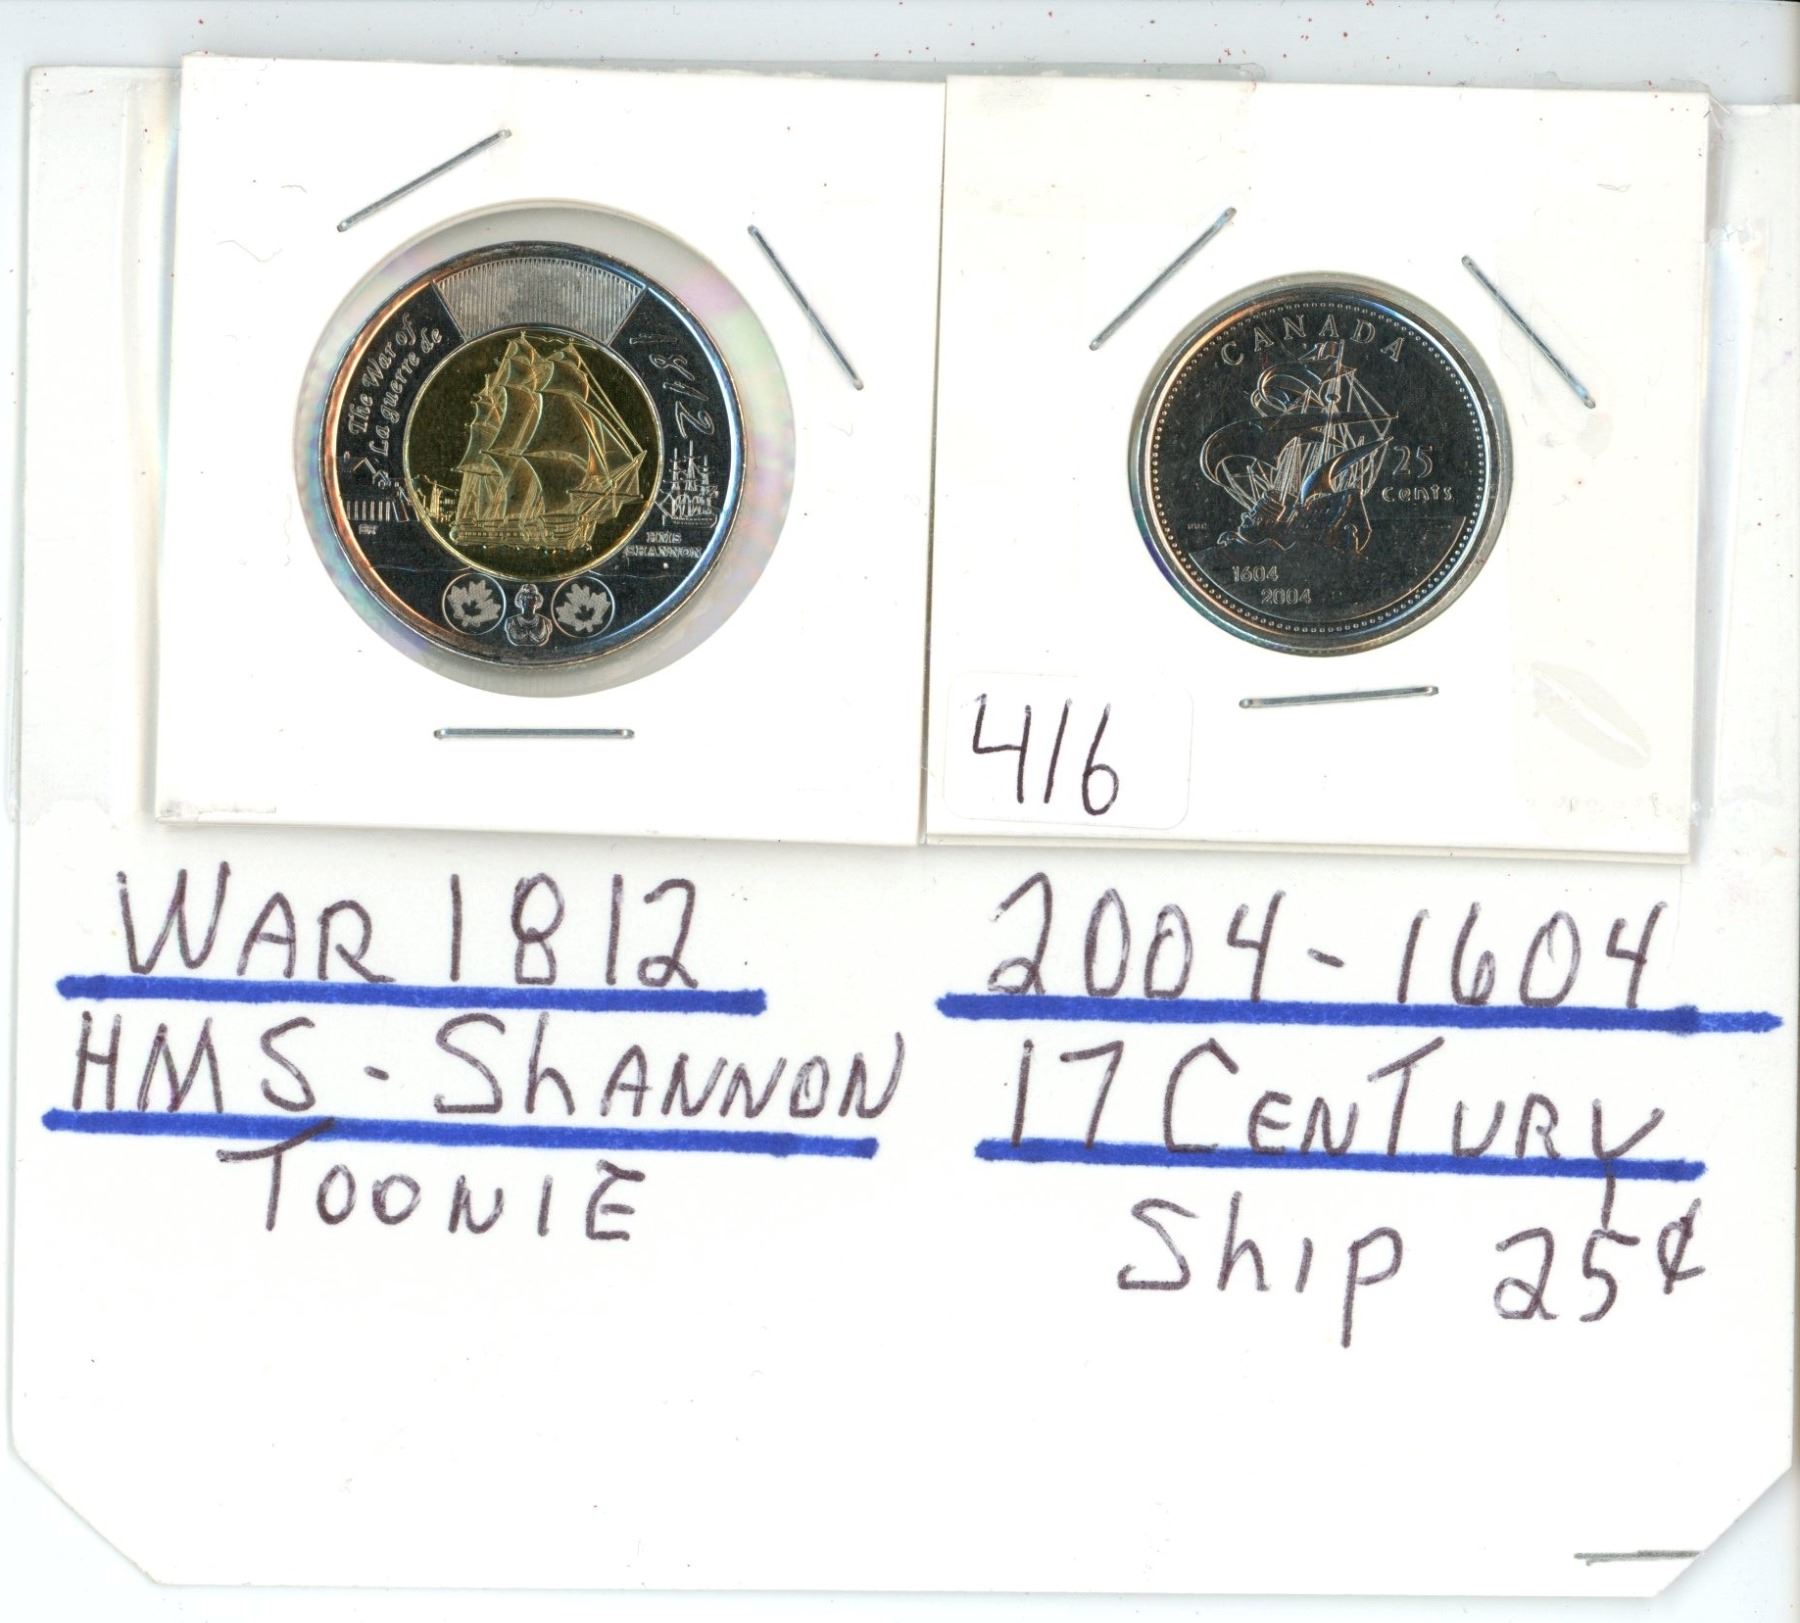 The War of
La guerre de
1812
HMS
SHANNON
CANADA
25
cents
1604
2004
416
WAR 1812
HMS - ShANNON
TOONIE
2004 - 1604
17 CENTURY
Ship 25¢